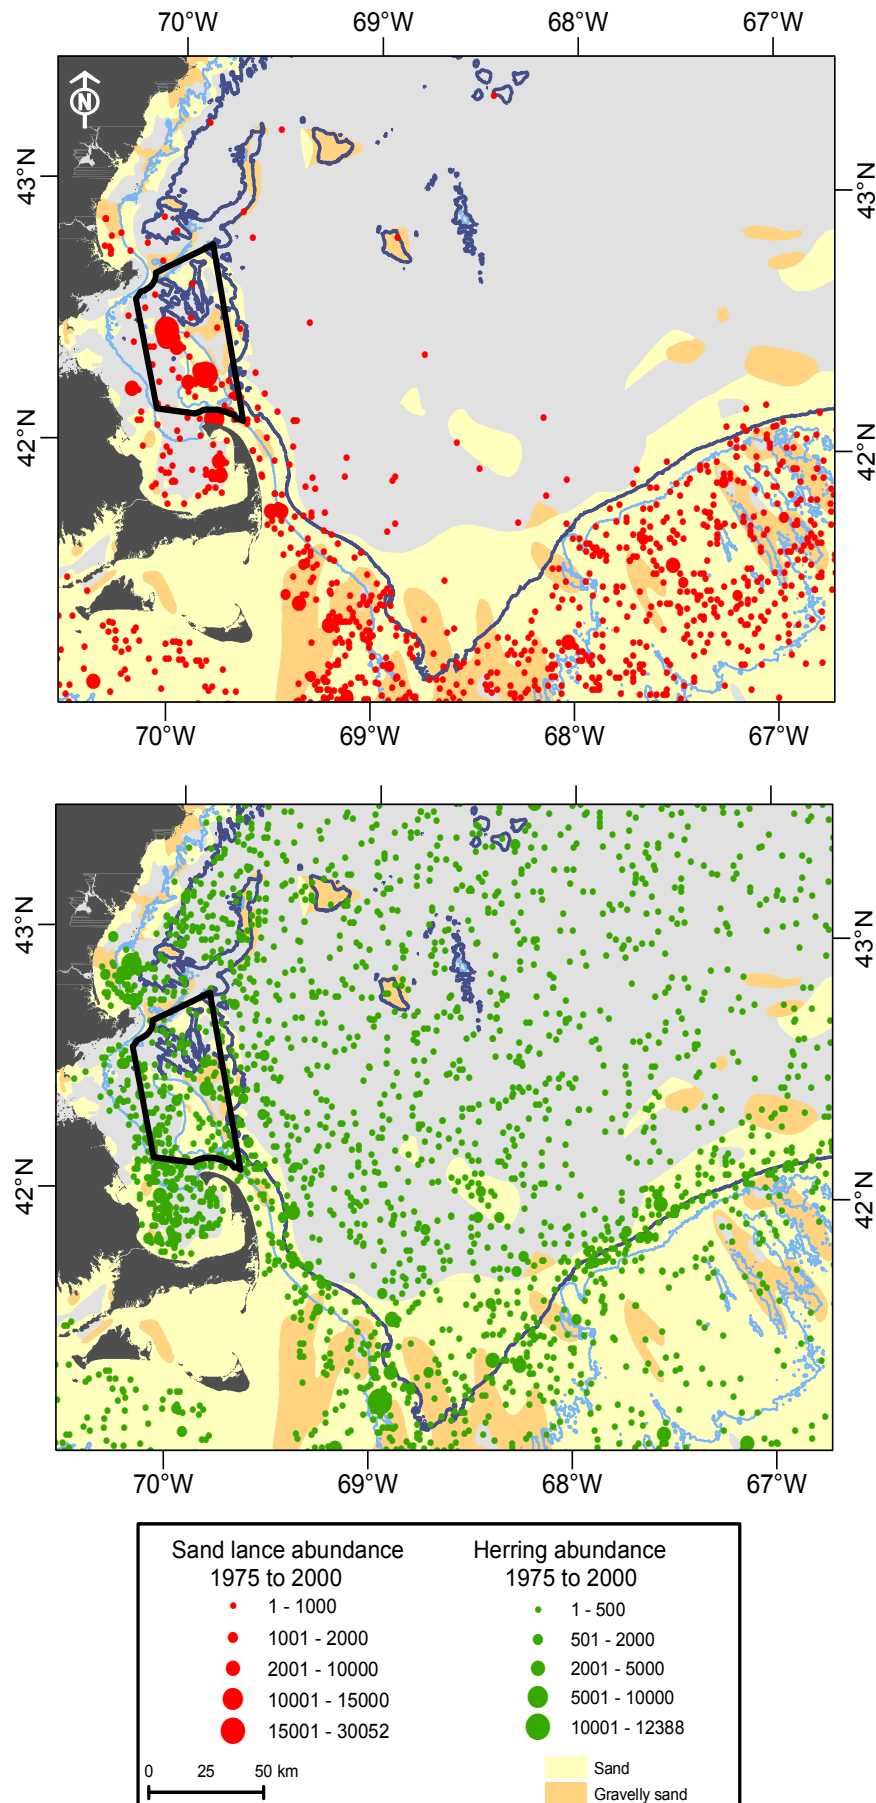 70°W 69°W 68°W 67°W
N
43°N 43°N
42°N 42°N
70°W 69°W 68°W 67°W
43°N 43°N
42°N 42°N
70°W 69°W 68°W 67°W
Sand lance abundance
1975 to 2000
1 - 1000
1001 - 2000
2001 - 10000
10001 - 15000
15001 - 30052
0 25 50 km
Herring abundance
1975 to 2000
1 - 500
501 - 2000
2001 - 5000
5001 - 10000
10001 - 12388
Sand
Gravelly sand